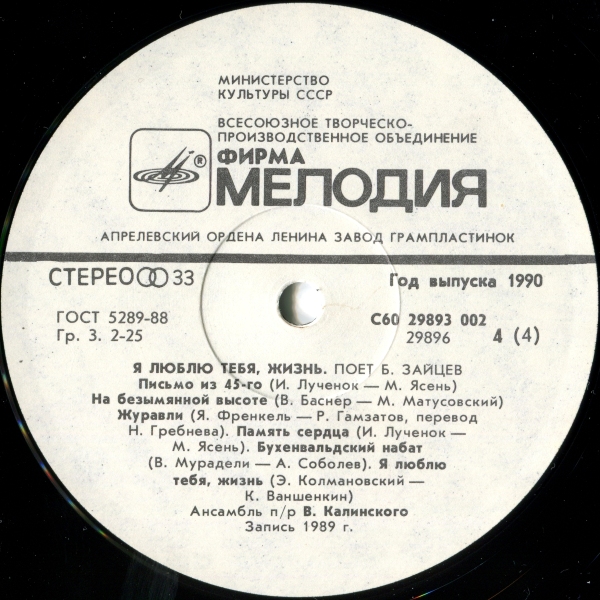 МИНИСТЕРСТВО
КУЛЬТУРЫ СССР
ВСЕСОЮЗНОЕ ТВОРЧЕСКО-
ПРОИЗВОДСТВЕННОЕ ОБЪЕДИНЕНИЕ
®
ФИРМА
МЕЛОДИЯ
АПРЕЛЕВСКИЙ ОРДЕНА ЛЕНИНА ЗАВОД ГРАМПЛАСТИНОК
СТЕРЕО 33
Год выпуска 1990
ГОСТ 5289-88
Гр. 3. 2-25
С60 29893 002
29896 4 (4)
Я ЛЮБЛЮ ТЕБЯ, ЖИЗНЬ. ПОЕТ Б. ЗАЙЦЕВ
Письмо из 45-го (И. Лученок — М. Ясень)
На безымянной высоте (В. Баснер — М. Матусовский)
Журавли (Я. Френкель — Р. Гамзатов, перевод
Н. Гребнева). Память сердца (И. Лученок —
М. Ясень). Бухенвальдский набат
(В. Мурадели — А. Соболев). Я люблю
тебя, жизнь (Э. Колмановский —
К. Ваншенкин)
Ансамбль п/р В. Калинского
Запись 1989 г.